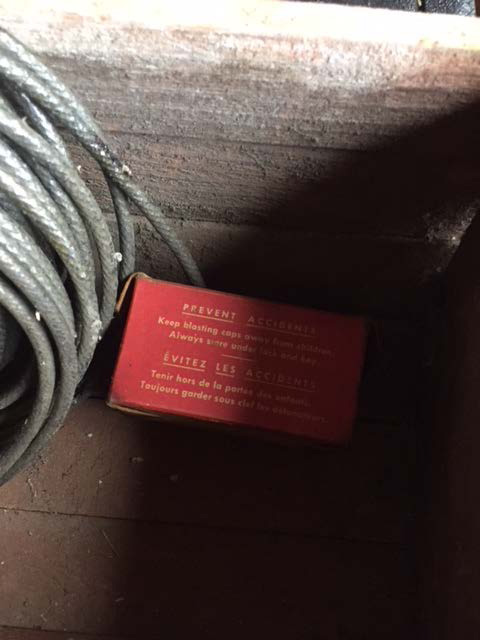 PREVENT ACCIDENTS
Keep blasting caps away from children.
Always store under lock and key.
ÉVITEZ LES ACCIDENTS
Tenir hors de la portée des enfants.
Toujours garder sous clef les détonateurs.